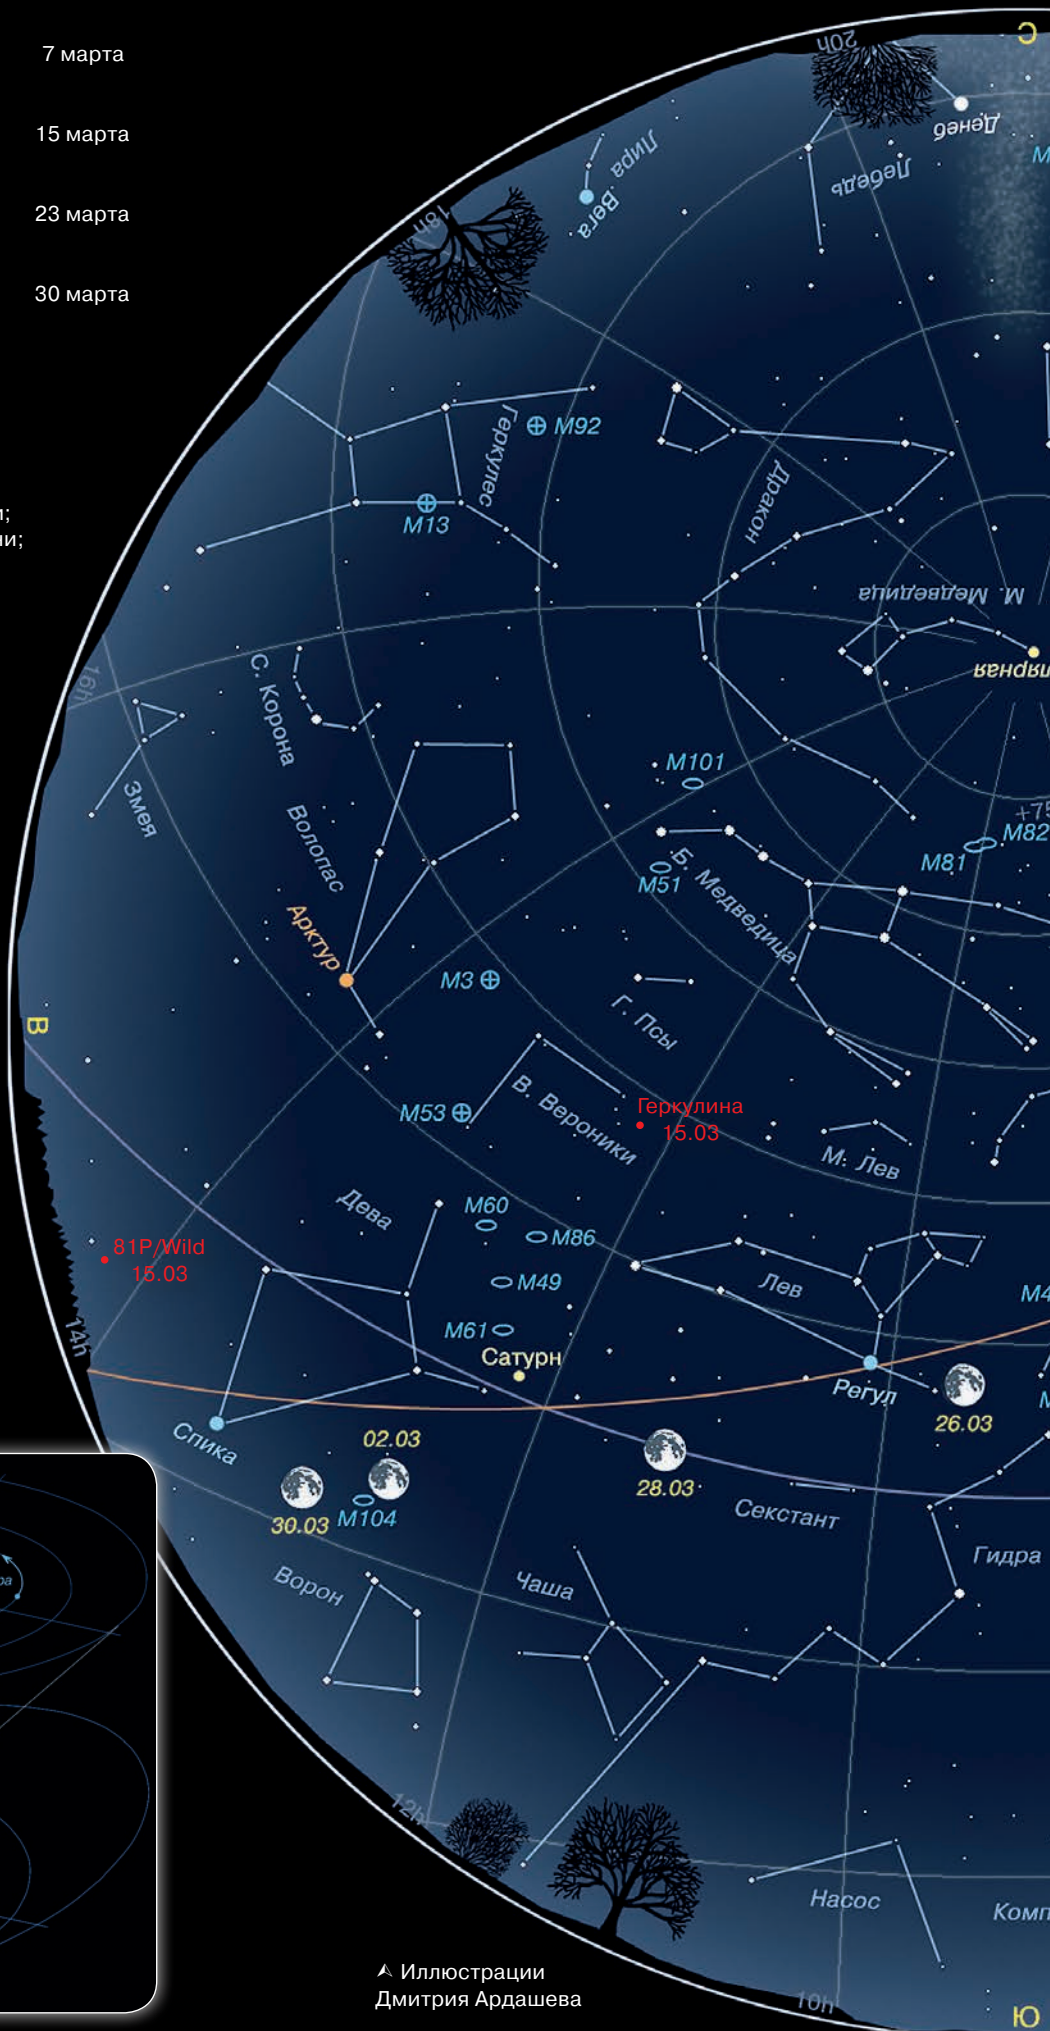 7 марта
15 марта
23 марта
30 марта
С
20h
Денеб
Лебедь
Лира
Вега
18h
Геркулес
M92
M13
Дракон
М. Медведица
16h
С. Корона
Змея
Волопас
Арктур
M101
M51
Б. Медведица
+75
M82
M81
M3
Г. Псы
В
M53
В. Вероники
Геркулина
15.03
М. Лев
Дева
M60
M86
M49
M61
Сатурн
81P/Wild
15.03
14h
Лев
Регул
26.03
Спика
02.03
30.03
M104
28.03
Секстант
Гидра
Ворон
Чаша
12h
Насос
10h
Ю
Иллюстрации
Дмитрия Ардашева